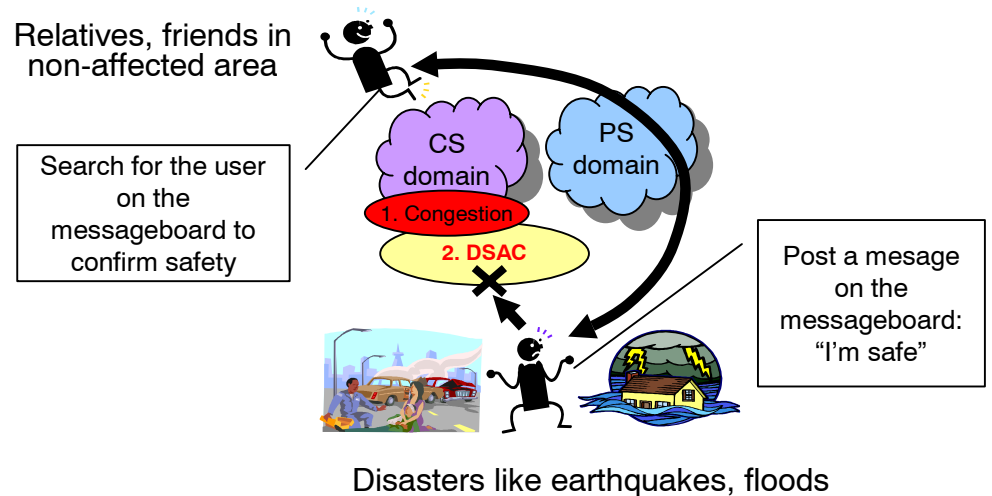 Relatives, friends in
non-affected area
Search for the user
on the
messageboard to
confirm safety
CS
domain
PS
domain
1. Congestion
2. DSAC
Post a mesage
on the
messageboard:
“I’m safe”
Disasters like earthquakes, floods